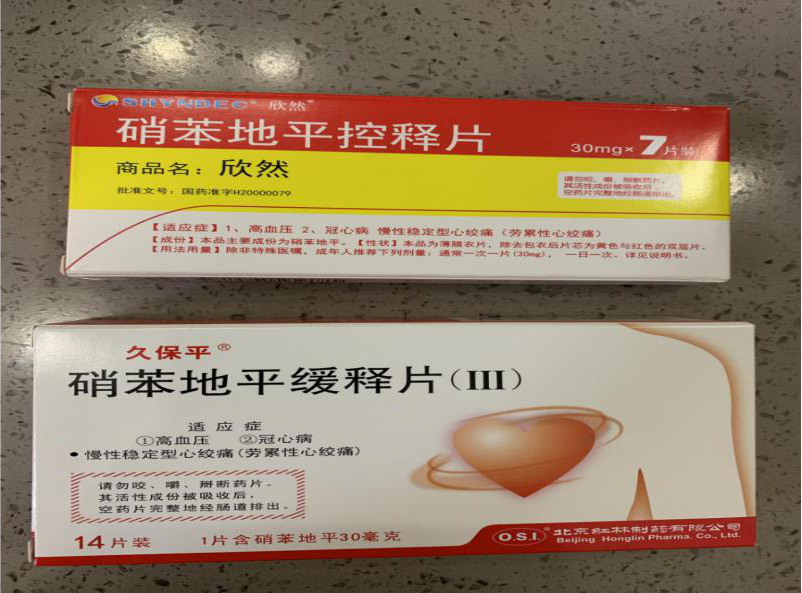 SHYNDEC® 欣然®
硝苯地平控释片
30mg×7片装
商品名：欣然
批准文号：国药准字H20000079
请勿咬、嚼、掰断药片，
其活性成份被吸收后，
空药片完整地经肠道排出。
【适应症】1、高血压 2、冠心病 慢性稳定型心绞痛（劳累性心绞痛）
【成份】本品主要成份为硝苯地平。【性状】本品为薄膜衣片，除去包衣后片芯为黄色与红色的双层片。
【用法用量】除非特殊医嘱，成年人推荐下列剂量：通常一次一片(30mg)，一日一次。详见说明书。
久保平®
硝苯地平缓释片(III)
适应症
①高血压 ②冠心病
•慢性稳定型心绞痛(劳累性心绞痛)
请勿咬、嚼、掰断药片。
其活性成份被吸收后，
空药片完整地经肠道排出。
14片装 1片含硝苯地平30毫克
O.S.I.® 北京红林制药有限公司
Beijing Honglin Pharma. Co., Ltd.